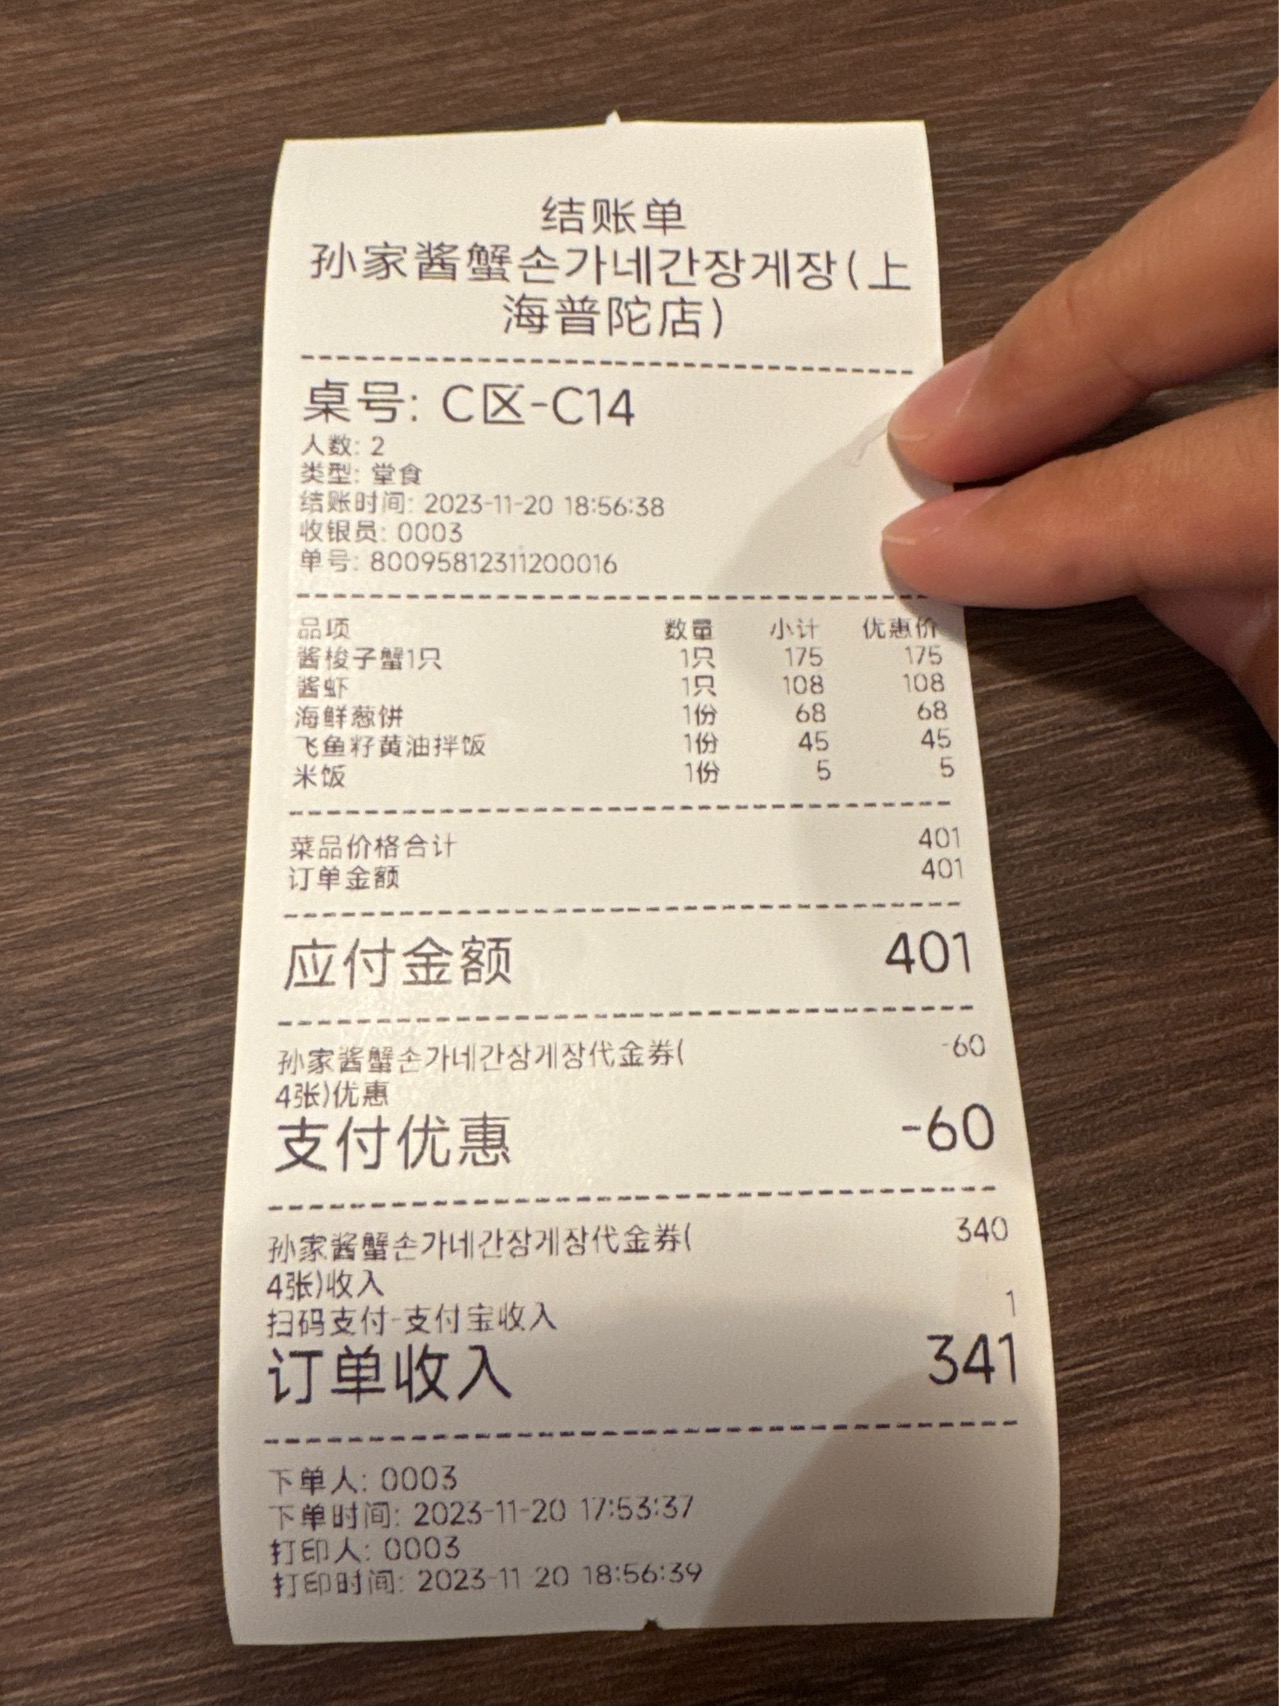 结账单
孙家酱蟹손가네간장게장(上
海普陀店)
桌号: C区-C14
人数: 2
类型: 堂食
结账时间: 2023-11-20 18:56:38
收银员: 0003
单号: 80095812311200016
品项 数量 小计 优惠价
酱梭子蟹1只 1只 175 175
酱虾 1只 108 108
海鲜葱饼 1份 68 68
飞鱼籽黄油拌饭 1份 45 45
米饭 1份 5 5
菜品价格合计 401
订单金额 401
应付金额 401
孙家酱蟹손가네간장게장代金券( -60
4张)优惠
支付优惠 -60
孙家酱蟹손가네간장게장代金券( 340
4张)收入
扫码支付-支付宝收入 1
订单收入 341
下单人: 0003
下单时间: 2023-11-20 17:53:37
打印人: 0003
打印时间: 2023-11-20 18:56:39